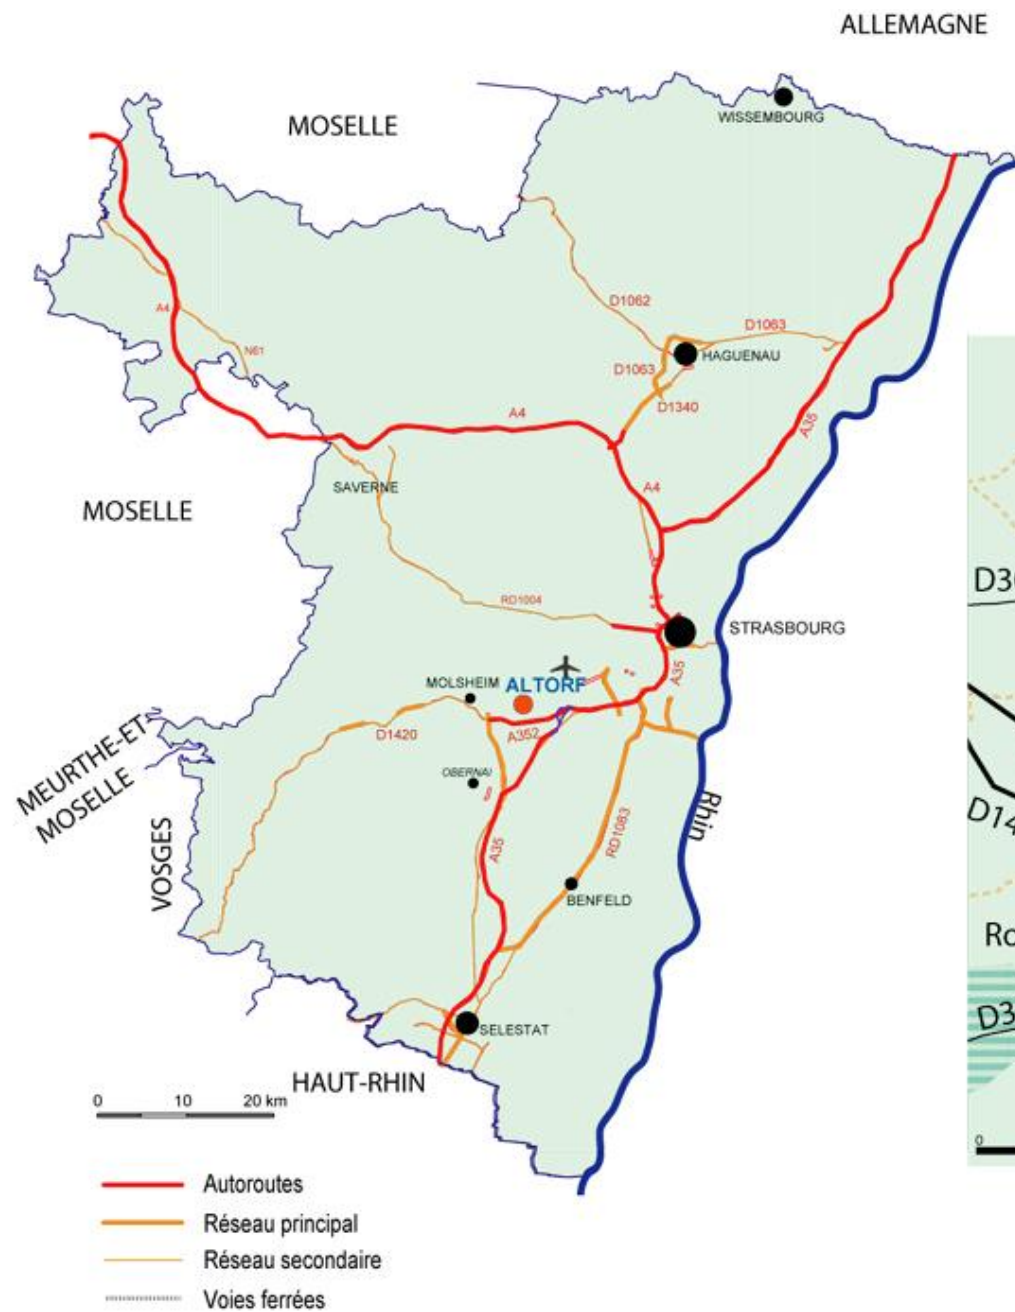 ALLEMAGNE
MOSELLE
WISSEMBOURG
A4
N61
D1062
D1063
HAGUENAU
D1063
D1340
A4
A35
SAVERNE
A4
MOSELLE
RD1004
STRASBOURG
MOLSHEIM
ALTORF
A35
D1420
A352
OBERNAI
MEURTHE-ET-
MOSELLE
VOSGES
Rhin
RD1083
A35
BENFELD
SELESTAT
HAUT-RHIN
0 10 20 km
Autoroutes
Réseau principal
Réseau secondaire
Voies ferrées
D14
Ro
D3
0